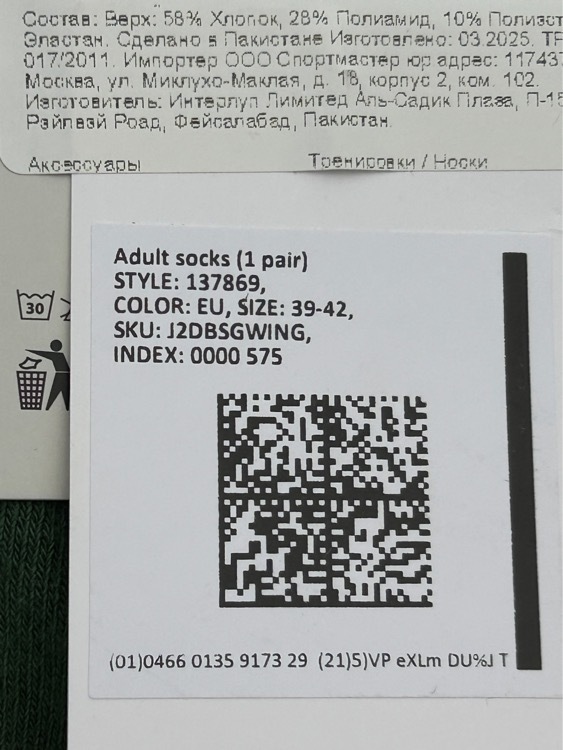 Состав: Верх: 58% Хлопок, 28% Полиамид, 10% Полиэст
Эластан. Сделано в Пакистане Изготовлено: 03.2025. ТР
017/2011. Импортер ООО Спортмастер юр адрес: 117437
Москва, ул. Миклухо-Маклая, д. 18, корпус 2, ком. 102.
Изготовитель: Интерлуп Лимитед Аль-Садик Плаза, П-15
Рэйлвэй Роад, Фейсалабад, Пакистан.
Аксессуары Тренировки / Носки
30
Adult socks (1 pair)
STYLE: 137869,
COLOR: EU, SIZE: 39-42,
SKU: J2DBSGWING,
INDEX: 0000 575
(01)0466 0135 9173 29 (21)5)VP eXLm DU%J T